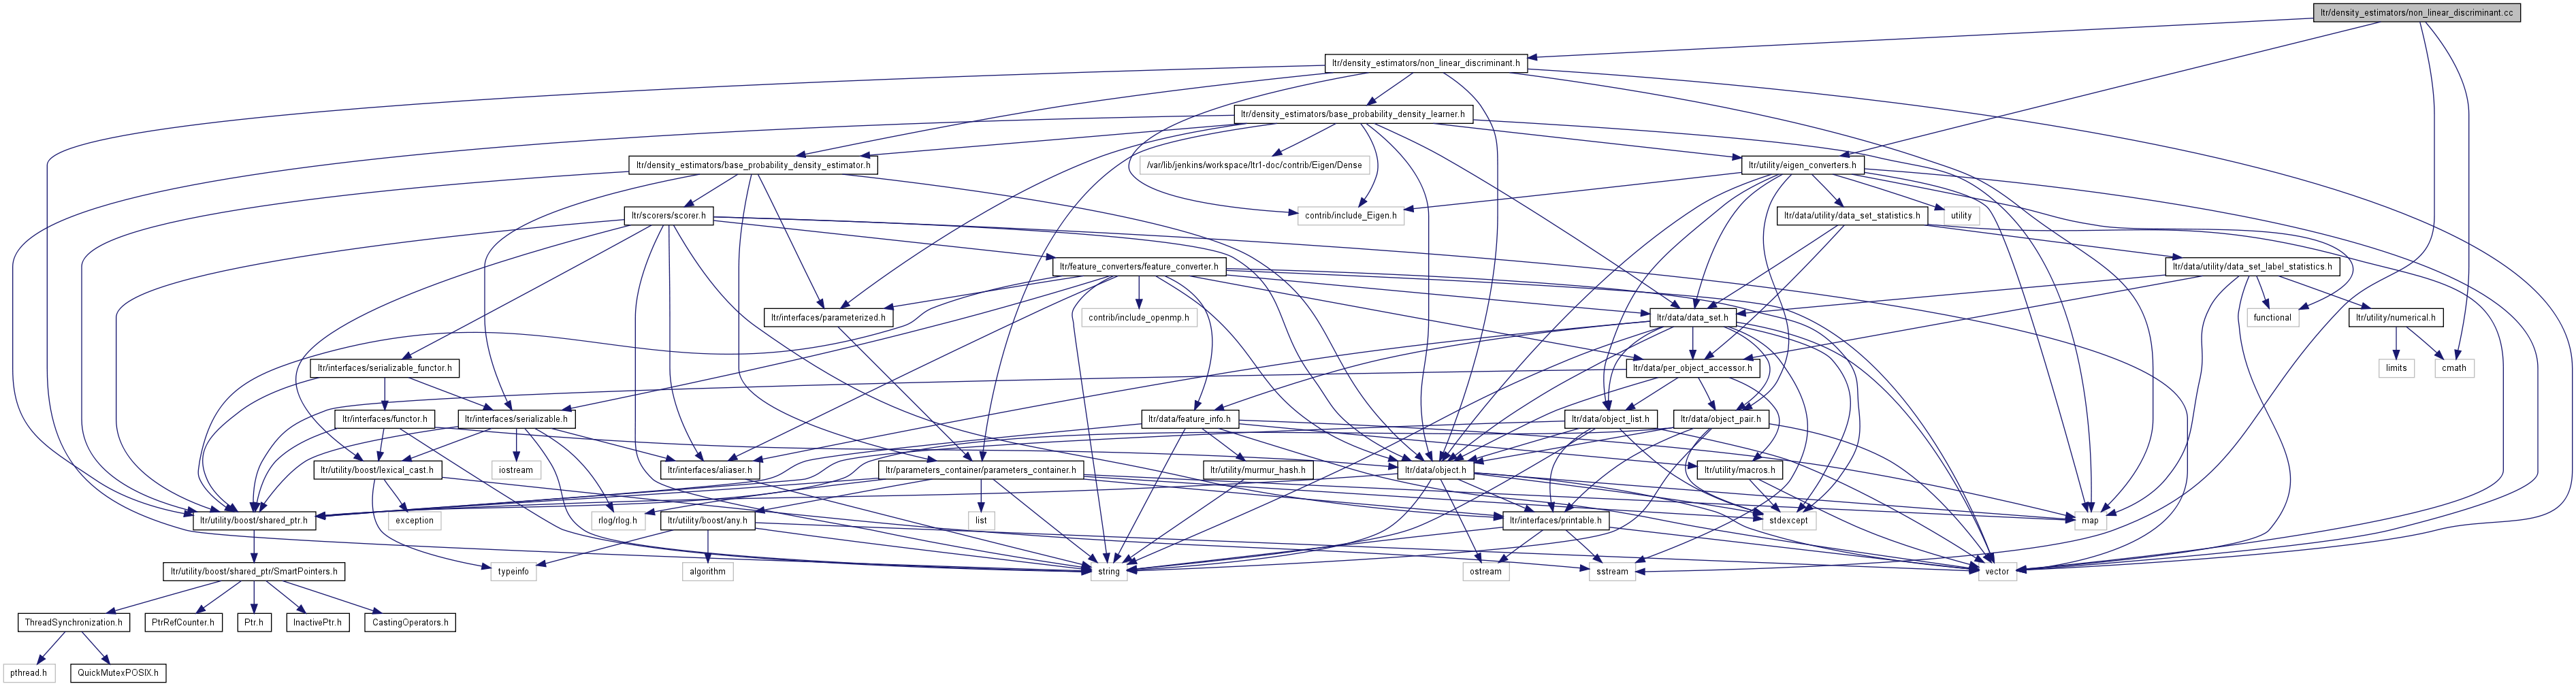 ltr/density_estimators/non_linear_discriminant.cc
ltr/density_estimators/non_linear_discriminant.h
ltr/density_estimators/base_probability_density_learner.h
ltr/density_estimators/base_probability_density_estimator.h
/var/lib/jenkins/workspace/ltr1-doc/contrib/Eigen/Dense
ltr/utility/eigen_converters.h
ltr/scorers/scorer.h
contrib/include_Eigen.h
ltr/data/utility/data_set_statistics.h
utility
ltr/feature_converters/feature_converter.h
ltr/data/utility/data_set_label_statistics.h
ltr/interfaces/parameterized.h
contrib/include_openmp.h
ltr/data/data_set.h
functional
ltr/utility/numerical.h
ltr/interfaces/serializable_functor.h
ltr/data/per_object_accessor.h
limits
cmath
ltr/interfaces/functor.h
ltr/interfaces/serializable.h
ltr/data/feature_info.h
ltr/data/object_list.h
ltr/data/object_pair.h
ltr/utility/boost/lexical_cast.h
iostream
ltr/interfaces/aliaser.h
ltr/parameters_container/parameters_container.h
ltr/utility/murmur_hash.h
ltr/data/object.h
ltr/utility/macros.h
ltr/utility/boost/shared_ptr.h
exception
rlog/rlog.h
ltr/utility/boost/any.h
list
ltr/interfaces/printable.h
stdexcept
map
ltr/utility/boost/shared_ptr/SmartPointers.h
typeinfo
algorithm
string
ostream
sstream
vector
ThreadSynchronization.h
PtrRefCounter.h
Ptr.h
InactivePtr.h
CastingOperators.h
pthread.h
QuickMutexPOSIX.h